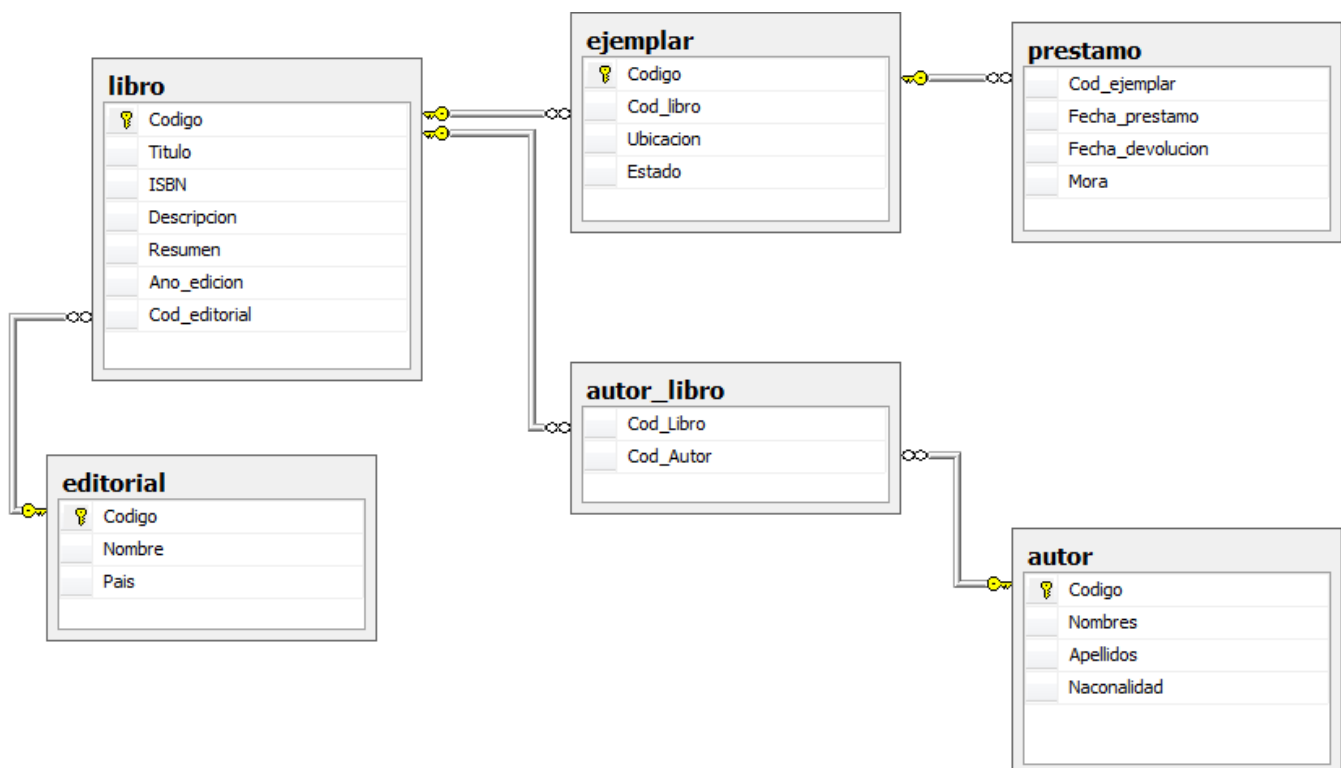 libro
Codigo
Titulo
ISBN
Descripcion
Resumen
Ano_edicion
Cod_editorial
ejemplar
Codigo
Cod_libro
Ubicacion
Estado
prestamo
Cod_ejemplar
Fecha_prestamo
Fecha_devolucion
Mora
autor_libro
Cod_Libro
Cod_Autor
editorial
Codigo
Nombre
Pais
autor
Codigo
Nombres
Apellidos
Naconalidad